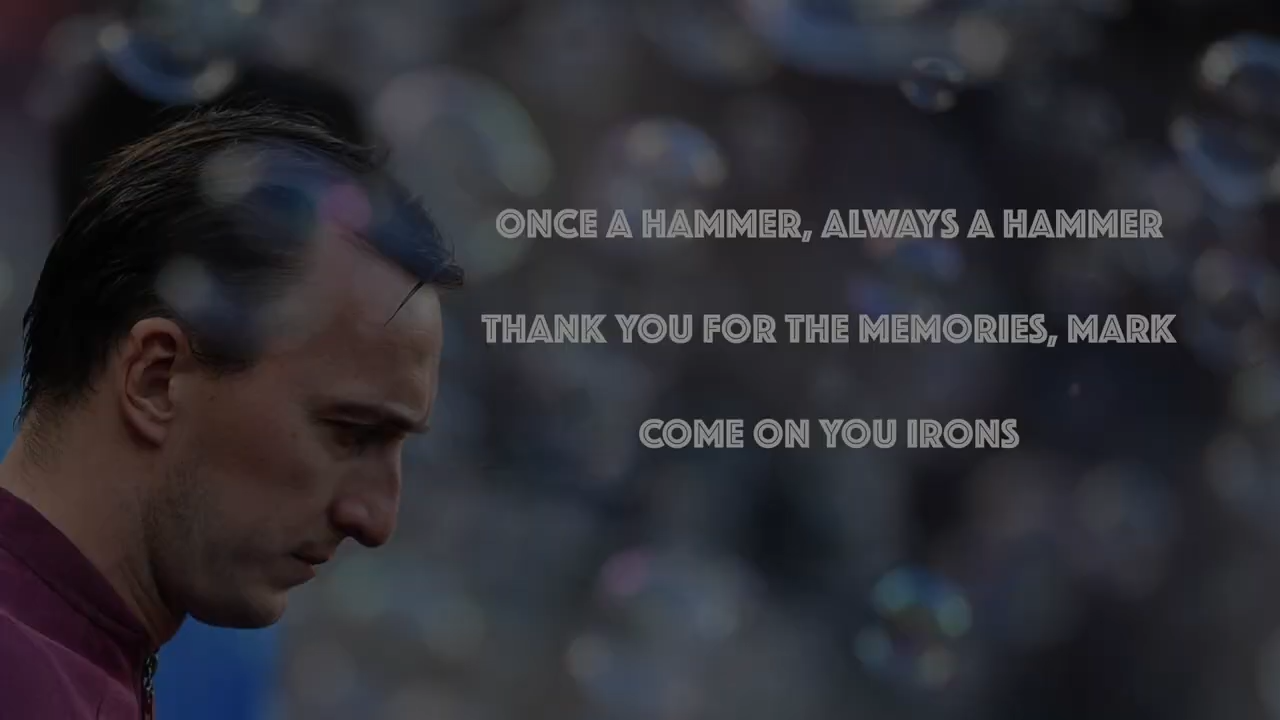 ONCE A HAMMER, ALWAYS A HAMMER
THANK YOU FOR THE MEMORIES, MARK
COME ON YOU IRONS